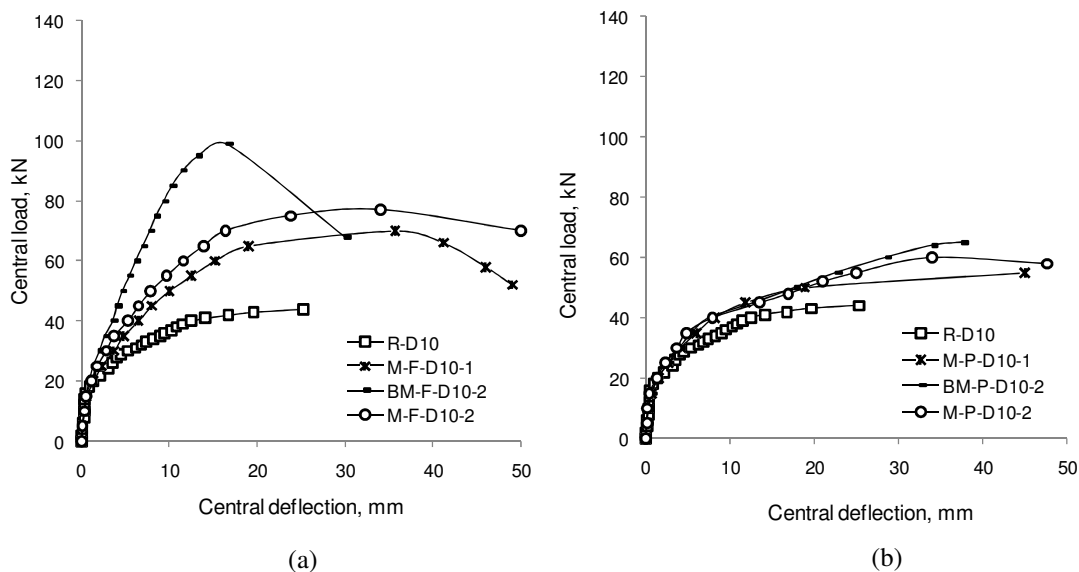 140
120
100
80
60
40
20
0
Central load, kN
0 10 20 30 40 50
Central deflection, mm
R-D10
M-F-D10-1
BM-F-D10-2
M-F-D10-2
(a)
140
120
100
80
60
40
20
0
Central load, kN
0 10 20 30 40 50
Central deflection, mm
R-D10
M-P-D10-1
BM-P-D10-2
M-P-D10-2
(b)